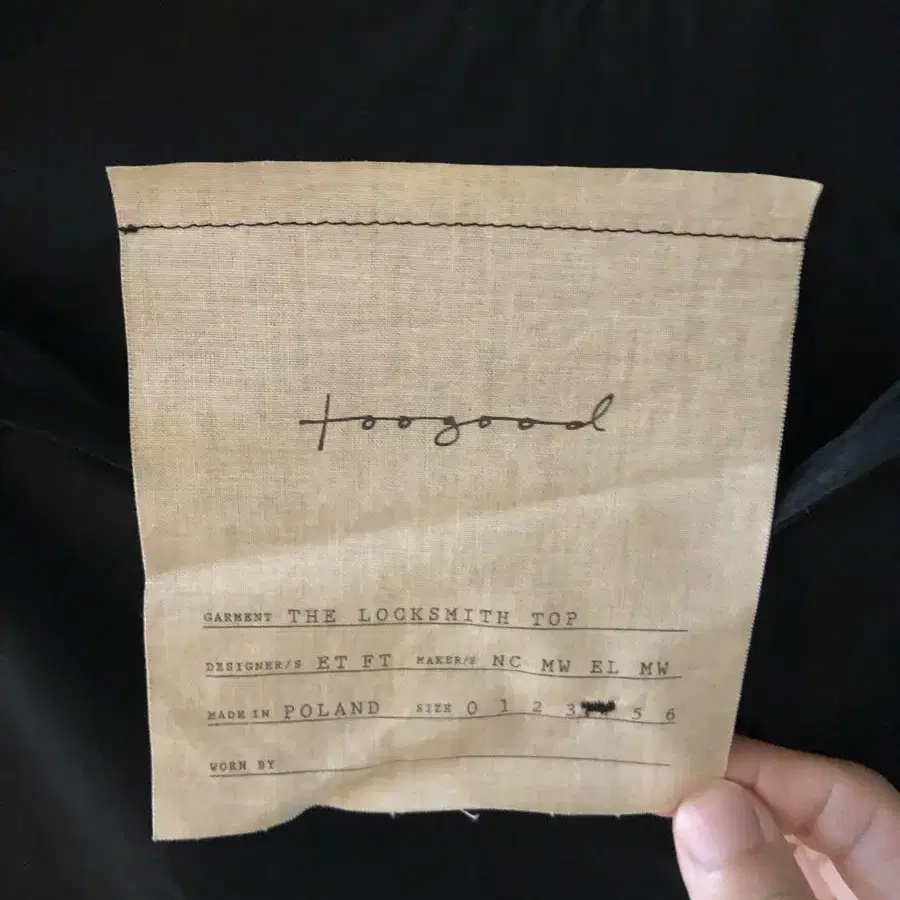 toogood
GARMENT THE LOCKSMITH TOP
DESIGNER/S ET FT MAKER/S NC MW EL MW
MADE IN POLAND SIZE 0 1 2 3 5 6
WORN BY